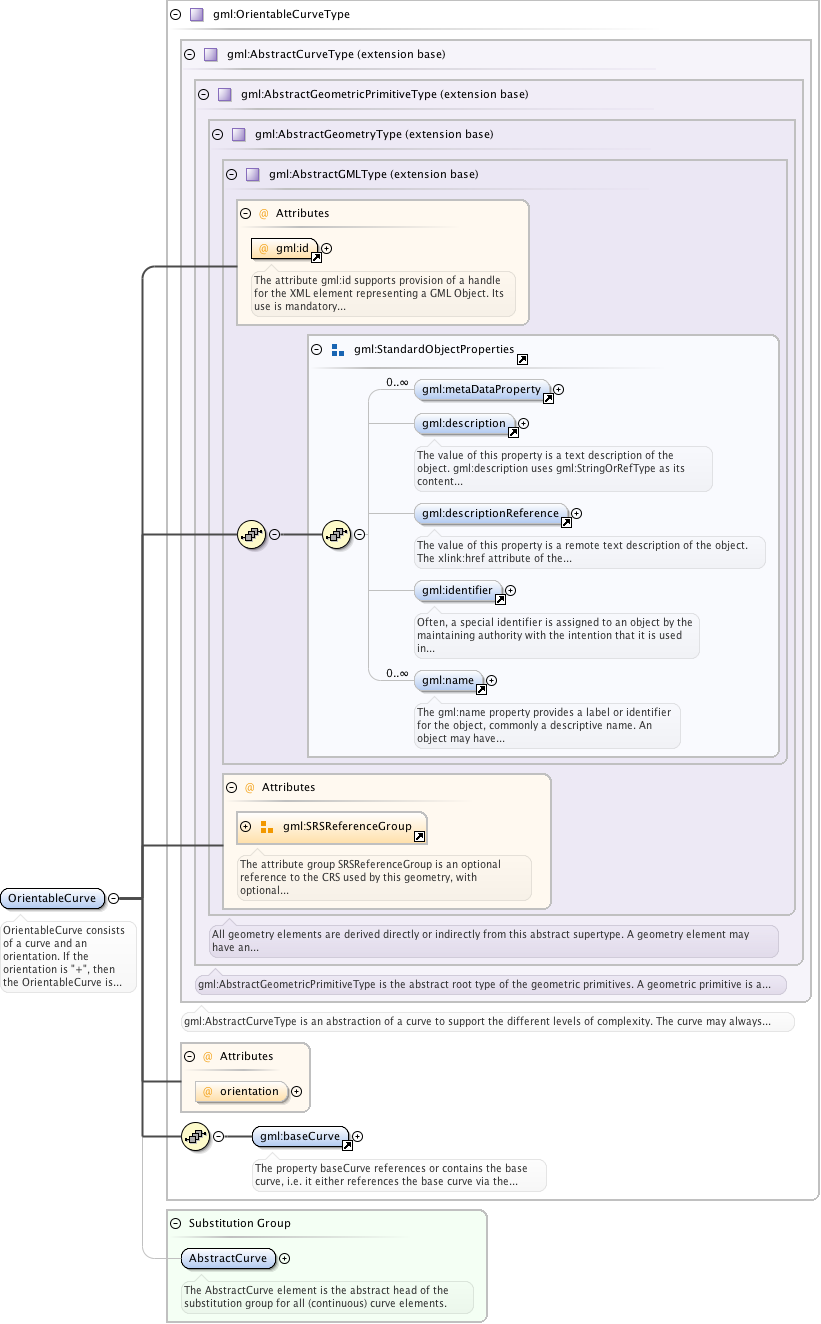 gml:OrientableCurveType
gml:AbstractCurveType (extension base)
gml:AbstractGeometricPrimitiveType (extension base)
gml:AbstractGeometryType (extension base)
gml:AbstractGMLType (extension base)
@ Attributes
@ gml:id
The attribute gml:id supports provision of a handle
for the XML element representing a GML Object. Its
use is mandatory...
gml:StandardObjectProperties
0..∞
gml:metaDataProperty
gml:description
The value of this property is a text description of the
object. gml:description uses gml:StringOrRefType as its
content...
gml:descriptionReference
The value of this property is a remote text description of the object.
The xlink:href attribute of the...
gml:identifier
Often, a special identifier is assigned to an object by the
maintaining authority with the intention that it is used
in...
0..∞
gml:name
The gml:name property provides a label or identifier
for the object, commonly a descriptive name. An
object may have...
@ Attributes
gml:SRSReferenceGroup
The attribute group SRSReferenceGroup is an optional
reference to the CRS used by this geometry, with
optional...
OrientableCurve
OrientableCurve consists
of a curve and an
orientation. If the
orientation is "+", then
the OrientableCurve is...
All geometry elements are derived directly or indirectly from this abstract supertype. A geometry element may
have an...
gml:AbstractGeometricPrimitiveType is the abstract root type of the geometric primitives. A geometric primitive is a...
gml:AbstractCurveType is an abstraction of a curve to support the different levels of complexity. The curve may always...
@ Attributes
@ orientation
gml:baseCurve
The property baseCurve references or contains the base
curve, i.e. it either references the base curve via the...
Substitution Group
AbstractCurve
The AbstractCurve element is the abstract head of the
substitution group for all (continuous) curve elements.